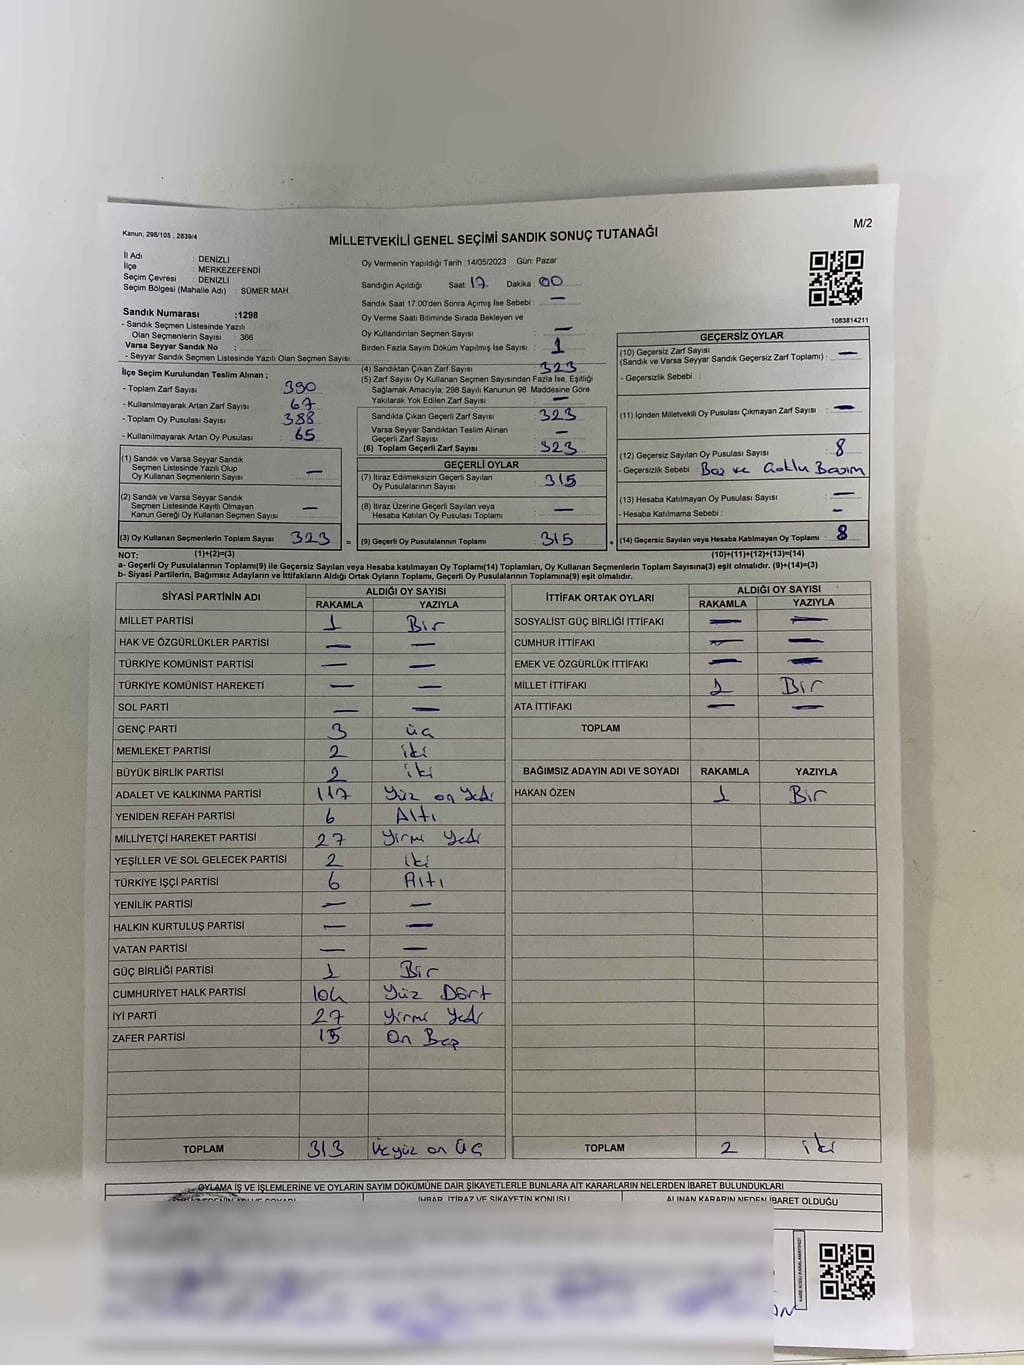 M/2
Kanun; 298/105 , 2839/4
MİLLETVEKİLİ GENEL SEÇİMİ SANDIK SONUÇ TUTANAĞI
İl Adı : DENİZLİ
İlçe : MERKEZEFENDİ
Seçim Çevresi : DENİZLİ
Seçim Bölgesi (Mahalle Adı) : SÜMER MAH.
Sandık Numarası :1298
- Sandık Seçmen Listesinde Yazılı
Olan Seçmenlerin Sayısı : 366
Varsa Seyyar Sandık No :
- Seyyar Sandık Seçmen Listesinde Yazılı Olan Seçmen Sayısı:
İlçe Seçim Kurulundan Teslim Alınan ;
- Toplam Zarf Sayısı : 390
- Kullanılmayarak Artan Zarf Sayısı : 67
- Toplam Oy Pusulası Sayısı : 388
- Kullanılmayarak Artan Oy Pusulası : 65
(1) Sandık ve Varsa Seyyar Sandık
Seçmen Listesinde Yazılı Olup
Oy Kullanan Seçmen Sayısı : —
(2) Sandık ve Varsa Seyyar Sandık
Seçmen Listesinde Kayıtlı Olmayan
Kanun Gereği Oy Kullanan Seçmen Sayısı : —
(3) Oy Kullanan Seçmenlerin Toplam Sayısı : 323 =
Oy Vermenin Yapıldığı Tarih :14/05/2023 Gün: Pazar
Sandığın Açıldığı Saat: 17. Dakika : 00
Sandık Saat 17:00'den Sonra Açımış İse Sebebi : —
Oy Verme Saati Bitiminde Sırada Bekleyen ve
Oy Kullandırılan Seçmen Sayısı : —
Birden Fazla Sayım Döküm Yapılmış İse Sayısı : 1
(4) Sandıktan Çıkan Zarf Sayısı : 323
(5) Zarf Sayısı Oy Kullanan Seçmen Sayısından Fazla İse, Eşitliği
Sağlamak Amacıyla, 298 Sayılı Kanunun 98. Maddesine Göre
Yakılarak Yok Edilen Zarf Sayısı : —
Sandıkta Çıkan Geçerli Zarf Sayısı : 323
Varsa Seyyar Sandıktan Teslim Alınan
Geçerli Zarf Sayısı : —
(6) Toplam Geçerli Zarf Sayısı : 323
GEÇERLİ OYLAR
(7) İtiraz Edilmeksizin Geçerli Sayılan
Oy Pusulalarının Sayısı : 315
(8) İtiraz Üzerine Geçerli Sayılan veya
Hesaba Katılan Oy Pusulası Toplamı : —
(9) Geçerli Oy Pusulalarının Toplamı : 315 +
1083814211
GEÇERSİZ OYLAR
(10) Geçersiz Zarf Sayısı
(Sandık ve Varsa Seyyar Sandık Geçersiz Zarf Toplamı) : —
- Geçersizlik Sebebi :
(11) İçinden Milletvekili Oy Pusulası Çıkmayan Zarf Sayısı : —
(12) Geçersiz Sayılan Oy Pusulası Sayısı : 8
- Geçersizlik Sebebi : Boş ve Çoklu Basım
(13) Hesaba Katılmayan Oy Pusulası Sayısı : —
- Hesaba Katılmama Sebebi : —
(14) Geçersiz Sayılan veya Hesaba Katılmayan Oy Toplamı : 8
NOT: (1)+(2)=(3) (10)+(11)+(12)+(13)=(14)
a- Geçerli Oy Pusulalarının Toplamı(9) ile Geçersiz Sayılan veya Hesaba katılmayan Oy Toplamı(14) Toplamları, Oy Kullanan Seçmenlerin Toplam Sayısına(3) eşit olmalıdır. (9)+(14)=(3)
b- Siyasi Partilerin, Bağımsız Adayların ve İttifakların Aldığı Ortak Oyların Toplamı, Geçerli Oy Pusulalarının Toplamına(9) eşit olmalıdır.
SİYASİ PARTİNİN ADI ALDIĞI OY SAYISI
RAKAMLA YAZIYLA
MİLLET PARTİSİ 1 Bir
HAK VE ÖZGÜRLÜKLER PARTİSİ — —
TÜRKİYE KOMÜNİST PARTİSİ — —
TÜRKİYE KOMÜNİST HAREKETİ — —
SOL PARTİ — —
GENÇ PARTİ 3 üç
MEMLEKET PARTİSİ 2 iki
BÜYÜK BİRLİK PARTİSİ 2 iki
ADALET VE KALKINMA PARTİSİ 117 Yüz on Yedi
YENİDEN REFAH PARTİSİ 6 Altı
MİLLİYETÇİ HAREKET PARTİSİ 27 Yirmi Yedi
YEŞİLLER VE SOL GELECEK PARTİSİ 2 iki
TÜRKİYE İŞÇİ PARTİSİ 6 Altı
YENİLİK PARTİSİ — —
HALKIN KURTULUŞ PARTİSİ — —
VATAN PARTİSİ — —
GÜÇ BİRLİĞİ PARTİSİ 1 Bir
CUMHURİYET HALK PARTİSİ 104 Yüz Dört
İYİ PARTİ 27 Yirmi Yedi
ZAFER PARTİSİ 15 On Beş
TOPLAM 313 Üçyüz on Üç
İTTİFAK ORTAK OYLARI ALDIĞI OY SAYISI
RAKAMLA YAZIYLA
SOSYALİST GÜÇ BİRLİĞİ İTTİFAKI — —
CUMHUR İTTİFAKI — —
EMEK VE ÖZGÜRLÜK İTTİFAKI — —
MİLLET İTTİFAKI 1 Bir
ATA İTTİFAKI — —
TOPLAM
BAĞIMSIZ ADAYIN ADI VE SOYADI RAKAMLA YAZIYLA
HAKAN ÖZEN 1 Bir
TOPLAM 2 iki
OYLAMA İŞ VE İŞLEMLERİNE VE OYLARIN SAYIM DÖKÜMÜNE DAİR ŞİKAYETLERLE BUNLARA AİT KARARLARIN NELERDEN İBARET BULUNDUKLARI
İHBAR, İTİRAZ VE ŞİKAYETİN KONUSU ALINAN KARARIN NEDEN İBARET OLDUĞU